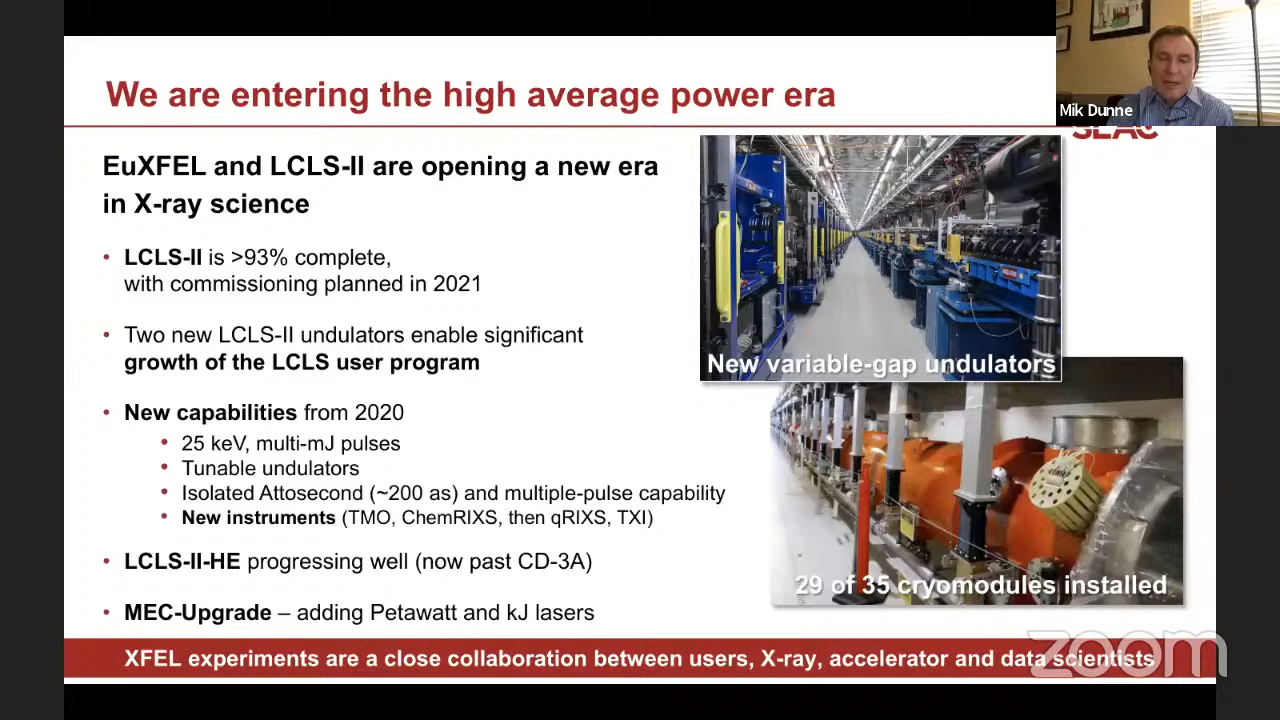 We are entering the high average power era
Mik Dunne
SLAC
EuXFEL and LCLS-II are opening a new era
in X-ray science
• LCLS-II is >93% complete,
with commissioning planned in 2021
• Two new LCLS-II undulators enable significant
growth of the LCLS user program
• New capabilities from 2020
• 25 keV, multi-mJ pulses
• Tunable undulators
• Isolated Attosecond (~200 as) and multiple-pulse capability
• New instruments (TMO, ChemRIXS, then qRIXS, TXI)
• LCLS-II-HE progressing well (now past CD-3A)
• MEC-Upgrade – adding Petawatt and kJ lasers
New variable-gap undulators
29 of 35 cryomodules installed
XFEL experiments are a close collaboration between users, X-ray, accelerator and data scientists
zoom